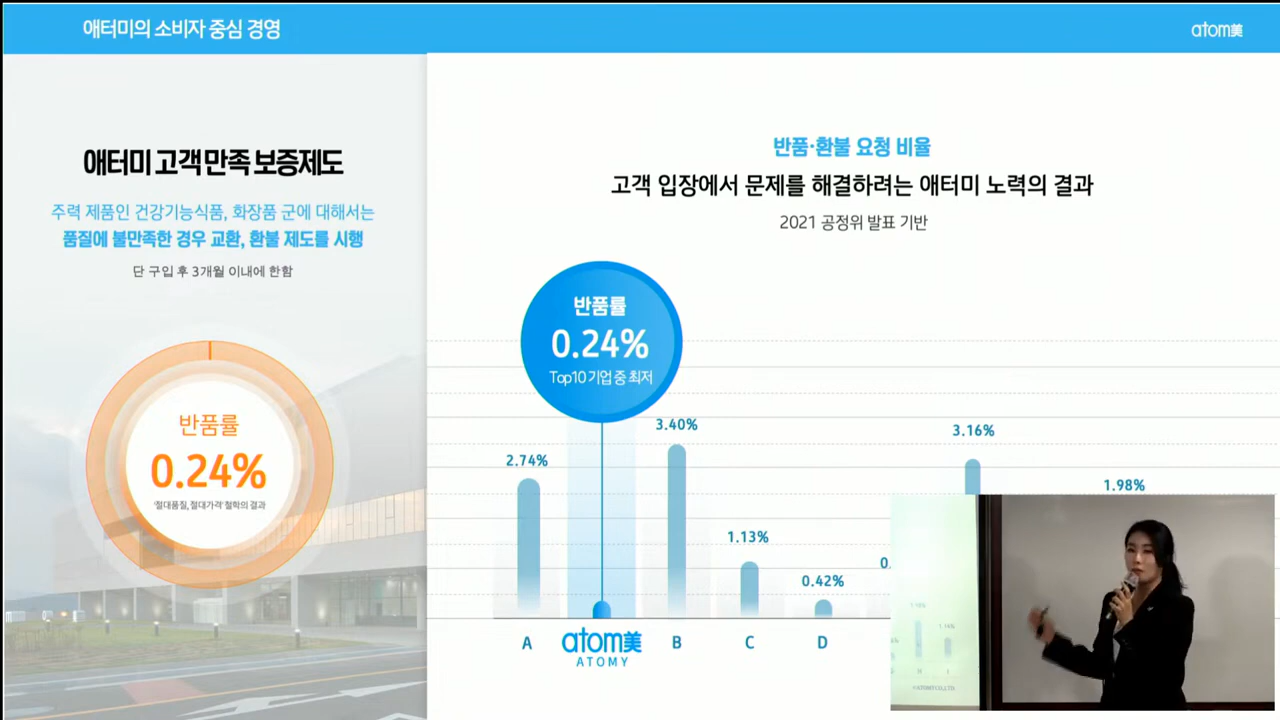 애터미의 소비자 중심 경영
atom美
애터미 고객 만족 보증제도
주력 제품인 건강기능식품, 화장품 군에 대해서는
품질에 불만족한 경우 교환, 환불 제도를 시행
단 구입 후 3개월 이내에 한함
반품률
0.24%
'절대품질, 절대가격' 철학의 결과
반품·환불 요청 비율
고객 입장에서 문제를 해결하려는 애터미 노력의 결과
2021 공정위 발표 기반
반품률
0.24%
Top10 기업 중 최저
2.74%
3.40%
1.13%
0.42%
0.
3.16%
1.98%
A
atom美
ATOMY
B
C
D